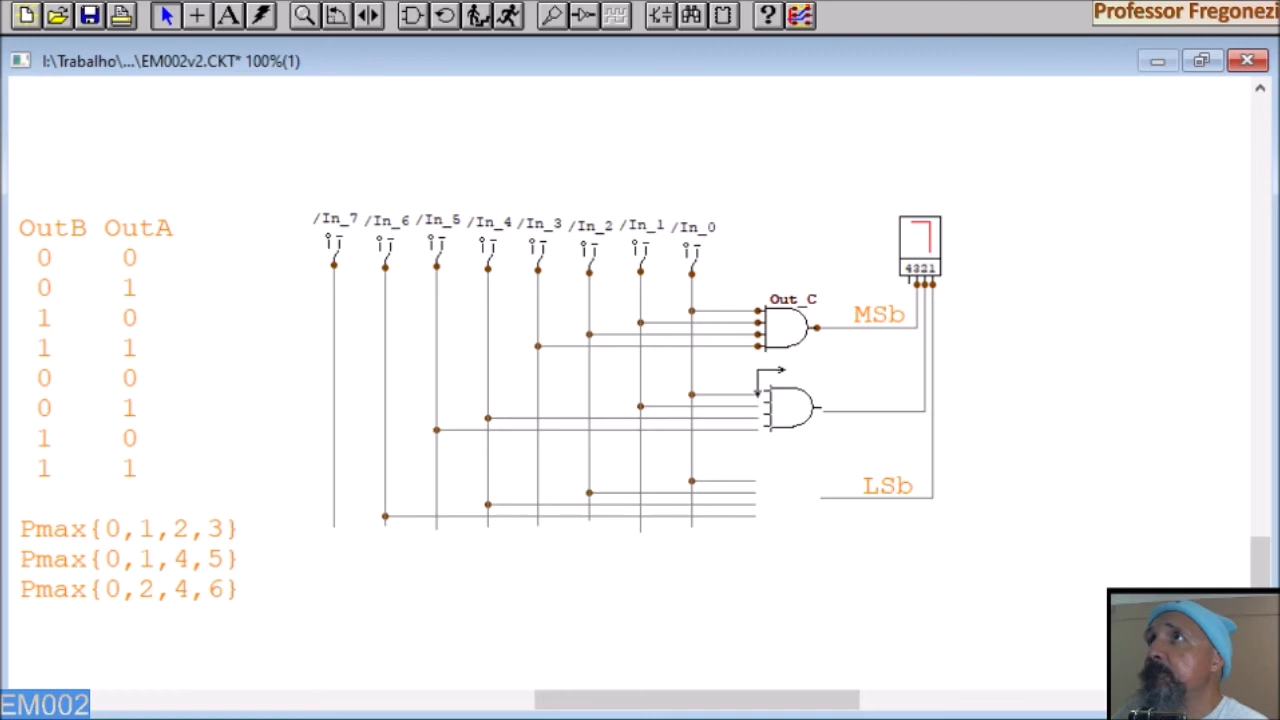 Professor Fregonezi
I:\Trabalho\...\EM002v2.CKT* 100%(1)
/In_7 /In_6 /In_5 /In_4 /In_3 /In_2 /In_1 /In_0
OutB OutA
0 0
0 1
1 0
1 1
0 0
0 1
1 0
1 1
4321
Out_C
MSb
LSb
Pmax{0,1,2,3}
Pmax{0,1,4,5}
Pmax{0,2,4,6}
EM002